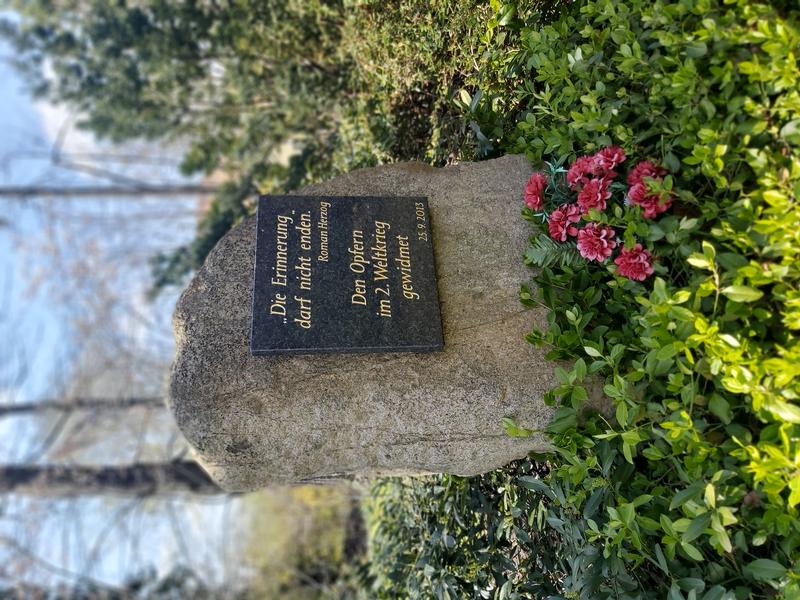 „Die Erinnerung
darf nicht enden.“
Roman Herzog
Den Opfern
im 2. Weltkrieg
gewidmet
25. 9. 2013